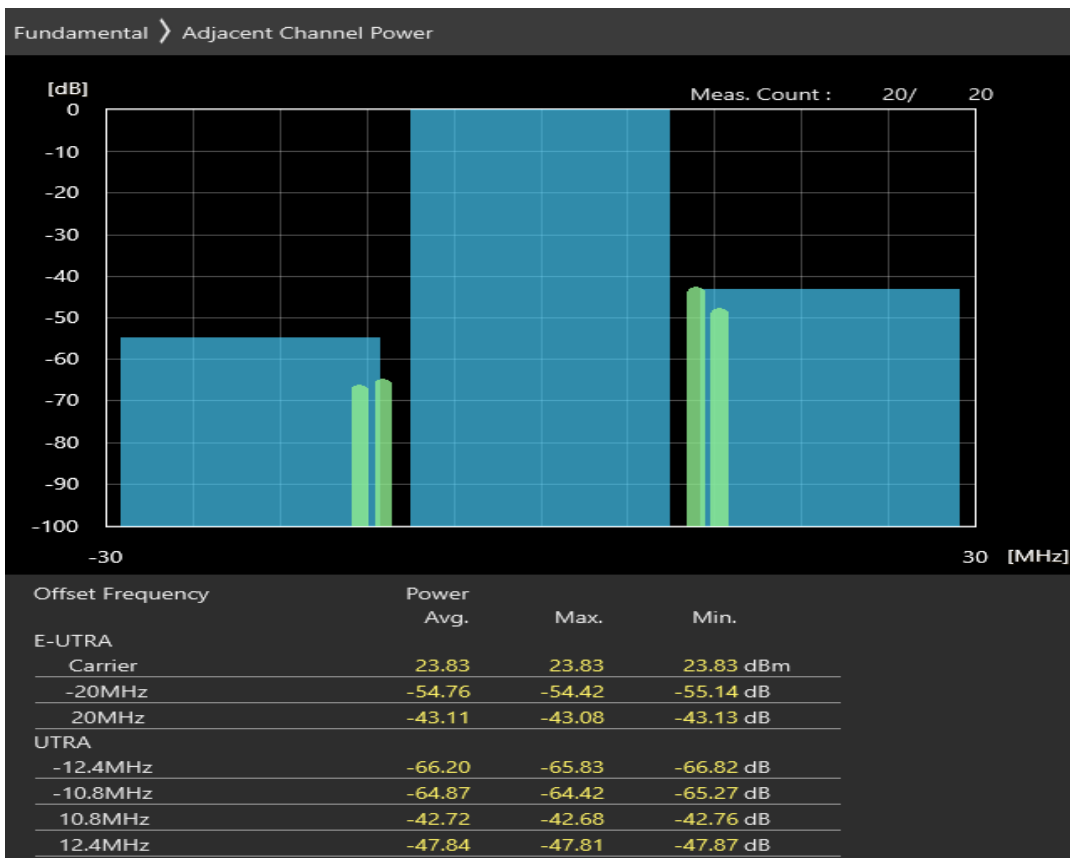 Fundamental ❭ Adjacent Channel Power
[dB]
Meas. Count : 20/ 20
0
-10
-20
-30
-40
-50
-60
-70
-80
-90
-100
-30 30 [MHz]
Offset Frequency Power
Avg. Max. Min.
E-UTRA
Carrier 23.83 23.83 23.83 dBm
-20MHz -54.76 -54.42 -55.14 dB
20MHz -43.11 -43.08 -43.13 dB
UTRA
-12.4MHz -66.20 -65.83 -66.82 dB
-10.8MHz -64.87 -64.42 -65.27 dB
10.8MHz -42.72 -42.68 -42.76 dB
12.4MHz -47.84 -47.81 -47.87 dB